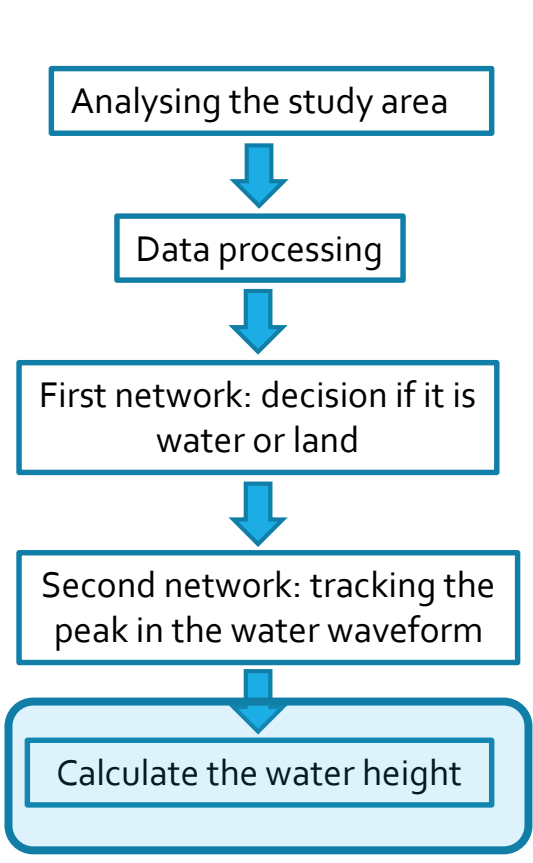 Analysing the study area
Data processing
First network: decision if it is
water or land
Second network: tracking the
peak in the water waveform
Calculate the water height